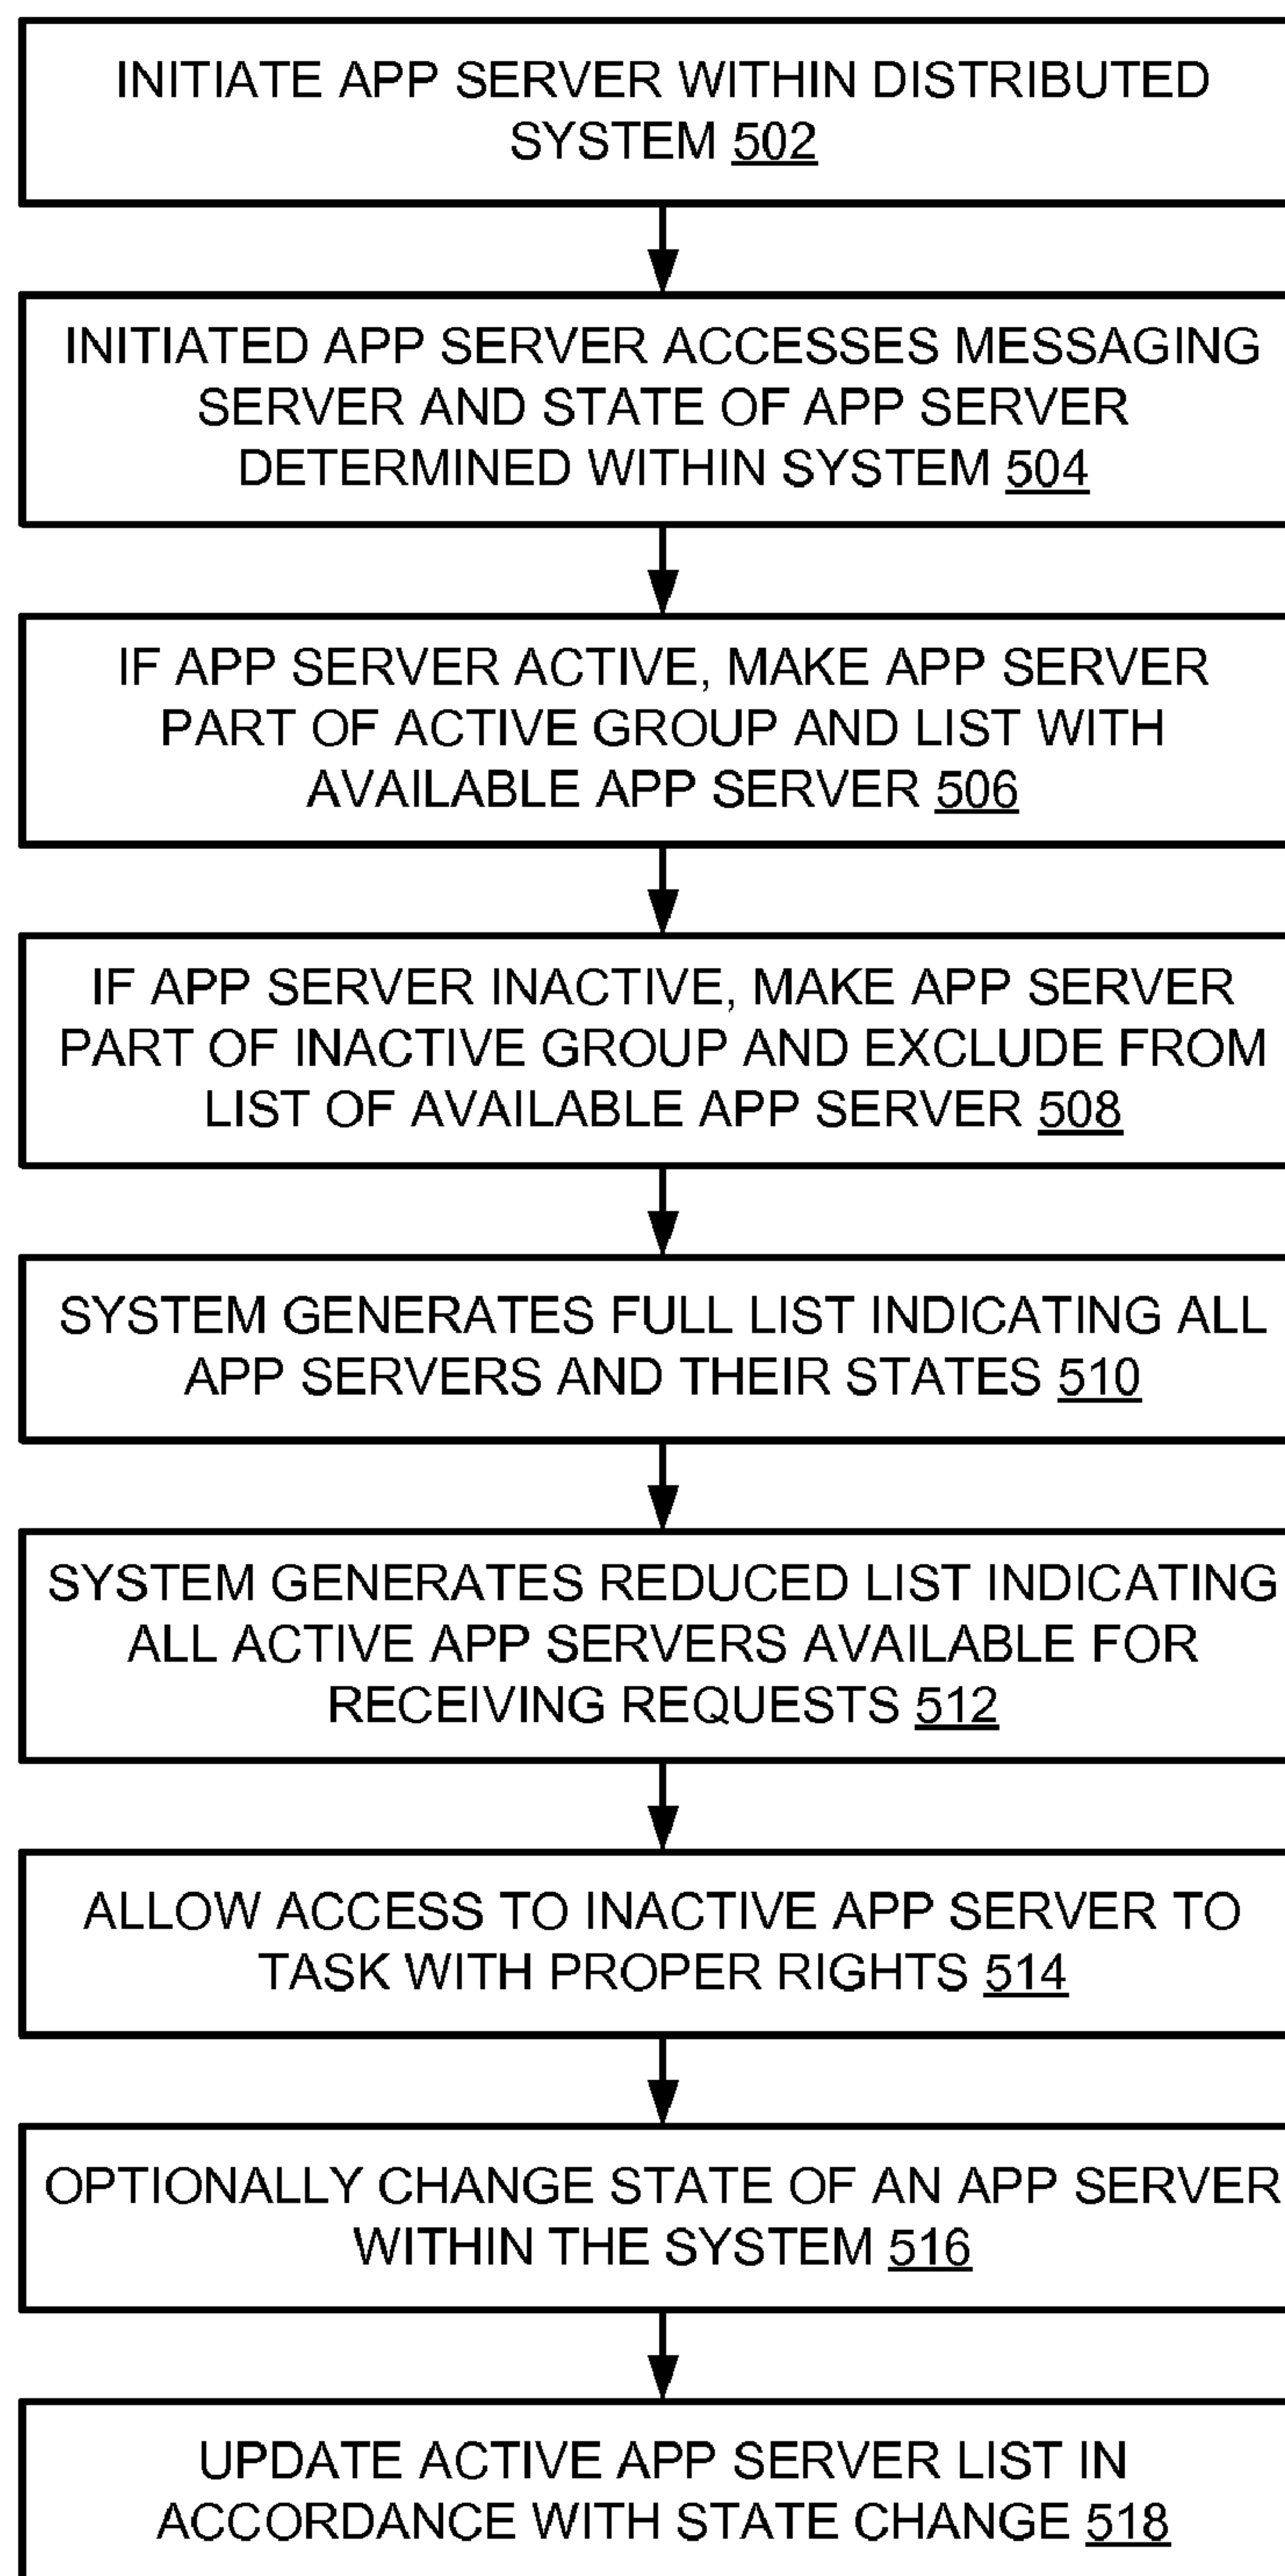 INITIATE APP SERVER WITHIN DISTRIBUTED
SYSTEM 502
INITIATED APP SERVER ACCESSES MESSAGING
SERVER AND STATE OF APP SERVER
DETERMINED WITHIN SYSTEM 504
IF APP SERVER ACTIVE, MAKE APP SERVER
PART OF ACTIVE GROUP AND LIST WITH
AVAILABLE APP SERVER 506
IF APP SERVER INACTIVE, MAKE APP SERVER
PART OF INACTIVE GROUP AND EXCLUDE FROM
LIST OF AVAILABLE APP SERVER 508
SYSTEM GENERATES FULL LIST INDICATING ALL
APP SERVERS AND THEIR STATES 510
SYSTEM GENERATES REDUCED LIST INDICATING
ALL ACTIVE APP SERVERS AVAILABLE FOR
RECEIVING REQUESTS 512
ALLOW ACCESS TO INACTIVE APP SERVER TO
TASK WITH PROPER RIGHTS 514
OPTIONALLY CHANGE STATE OF AN APP SERVER
WITHIN THE SYSTEM 516
UPDATE ACTIVE APP SERVER LIST IN
ACCORDANCE WITH STATE CHANGE 518